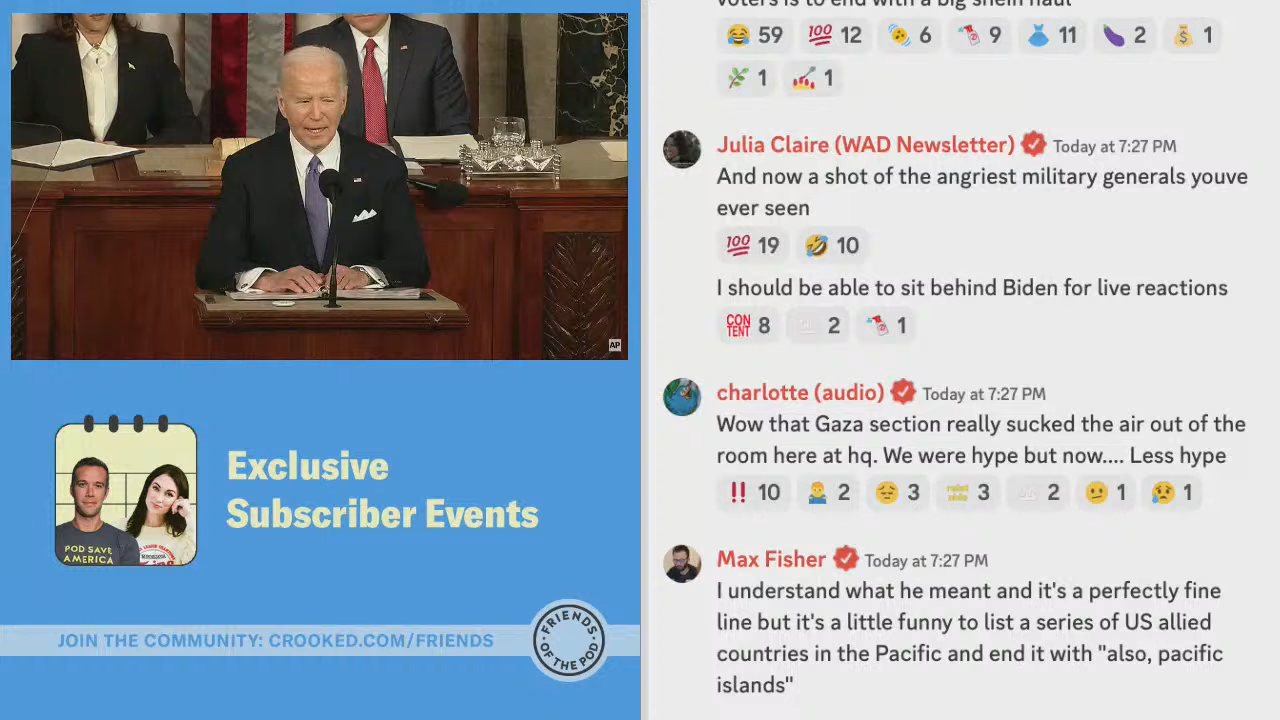 AP
Exclusive
Subscriber Events
POD SAVE
AMERICA
JOIN THE COMMUNITY: CROOKED.COM/FRIENDS
FRIENDS
OF THE POD
voters is to end with a big shein haul
😂 59 💯 12 6 9 👗 11 🍆 2 💰 1
🌿 1 1
Julia Claire (WAD Newsletter) Today at 7:27 PM
And now a shot of the angriest military generals youve
ever seen
💯 19 🤣 10
I should be able to sit behind Biden for live reactions
CONTENT 8 2 1
charlotte (audio) Today at 7:27 PM
Wow that Gaza section really sucked the air out of the
room here at hq. We were hype but now.... Less hype
‼️ 10 2 😔 3 3 2 🫤 1 😥 1
Max Fisher Today at 7:27 PM
I understand what he meant and it's a perfectly fine
line but it's a little funny to list a series of US allied
countries in the Pacific and end it with "also, pacific
islands"